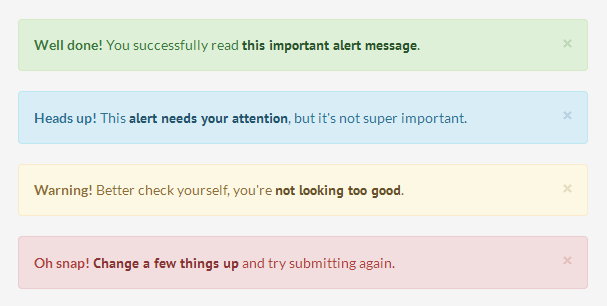 Well done! You successfully read this important alert message. ×
Heads up! This alert needs your attention, but it's not super important. ×
Warning! Better check yourself, you're not looking too good. ×
Oh snap! Change a few things up and try submitting again. ×